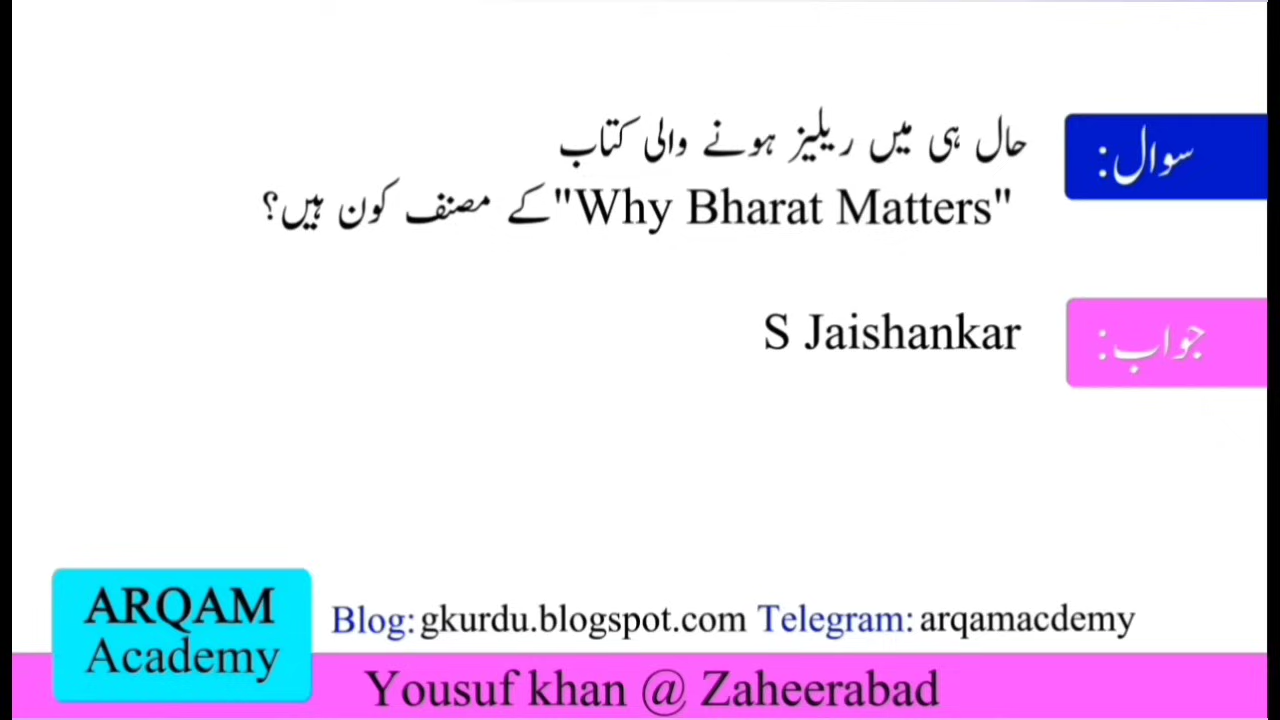 سوال:
حال ہی میں ریلیز ہونے والی کتاب
"Why Bharat Matters"کے مصنف کون ہیں؟
جواب:
S Jaishankar
ARQAM
Academy
Blog: gkurdu.blogspot.com Telegram: arqamacdemy
Yousuf khan @ Zaheerabad